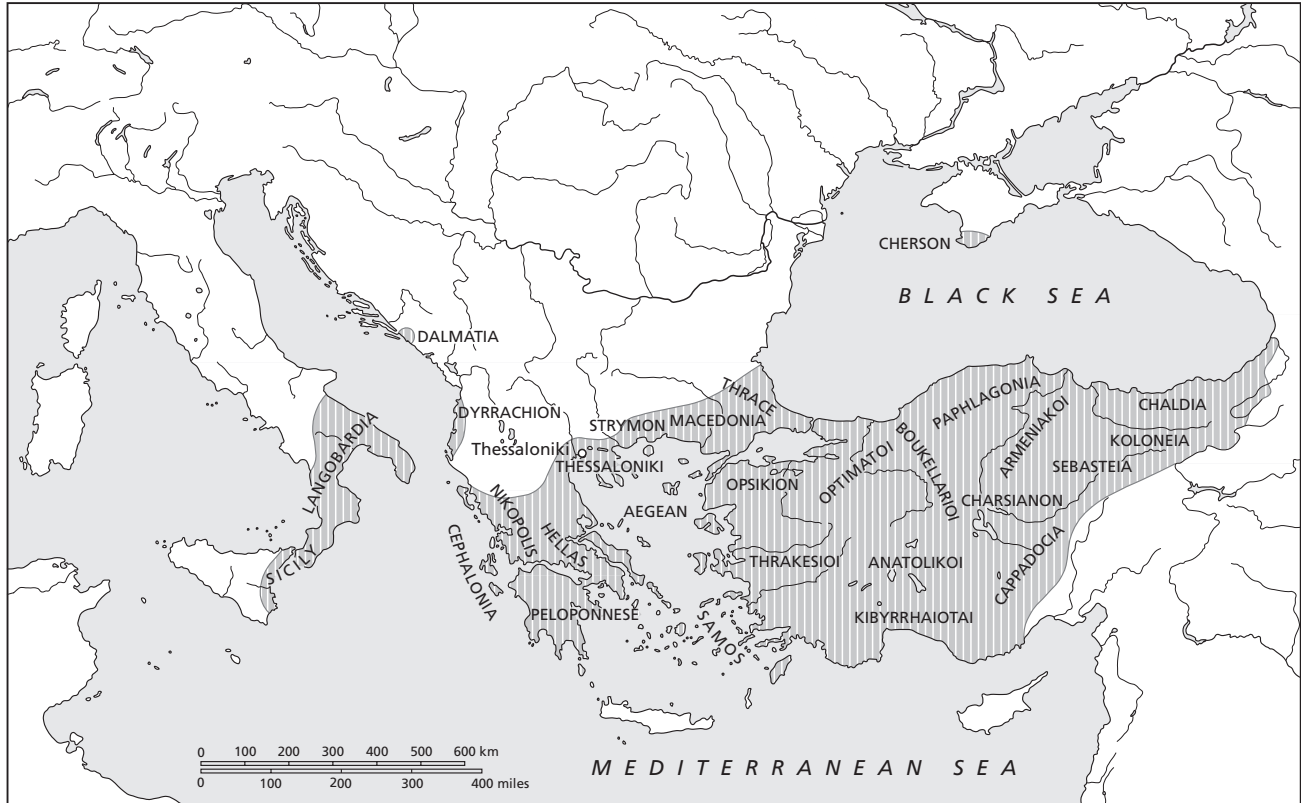 CHERSON
BLACK SEA
DALMATIA
THRACE
PAPHLAGONIA
DYRRACHION
STRYMON
MACEDONIA
CHALDIA
LANGOBARDIA
Thessaloniki
THESSALONIKI
OPTIMATOI
BOUKELLARIOI
ARMENIAKOI
KOLONEIA
SEBASTEIA
OPSIKION
CHARSIANON
NIKOPOLIS
AEGEAN
HELLAS
CEPHALONIA
SICILY
THRAKESIOI
ANATOLIKOI
CAPPADOCIA
PELOPONNESE
SAMOS
KIBYRRHAIOTAI
0 100 200 300 400 500 600 km
0 100 200 300 400 miles
MEDITERRANEAN SEA